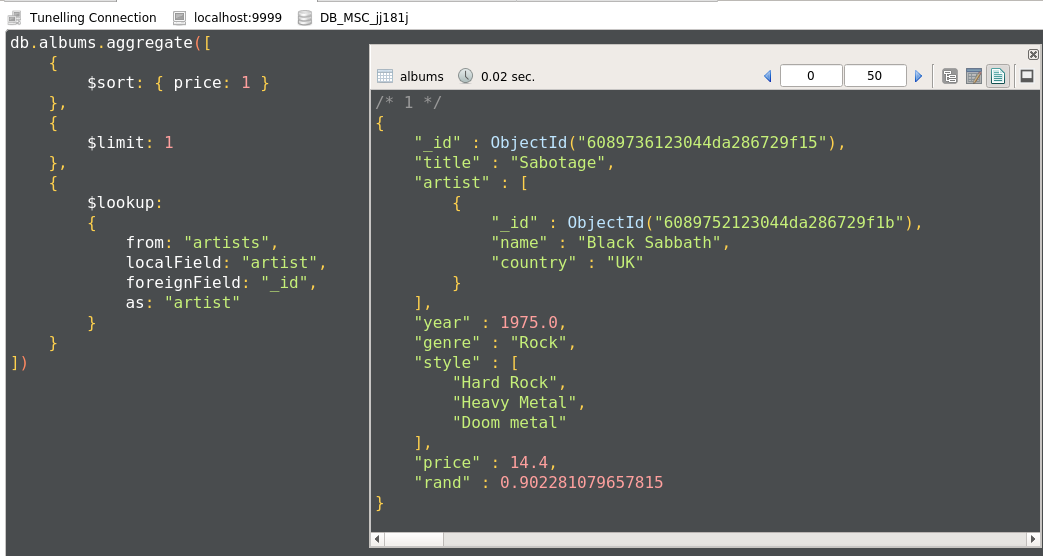 Tunelling Connection localhost:9999 DB_MSC_jj181j
db.albums.aggregate([
    {
        $sort: { price: 1 }
    },
    {
        $limit: 1
    },
    {
        $lookup:
        {
            from: "artists",
            localField: "artist",
            foreignField: "_id",
            as: "artist"
        }
    }
])
albums 0.02 sec. 0 50
/* 1 */
{
    "_id" : ObjectId("6089736123044da286729f15"),
    "title" : "Sabotage",
    "artist" : [
        {
            "_id" : ObjectId("6089752123044da286729f1b"),
            "name" : "Black Sabbath",
            "country" : "UK"
        }
    ],
    "year" : 1975.0,
    "genre" : "Rock",
    "style" : [
        "Hard Rock",
        "Heavy Metal",
        "Doom metal"
    ],
    "price" : 14.4,
    "rand" : 0.902281079657815
}